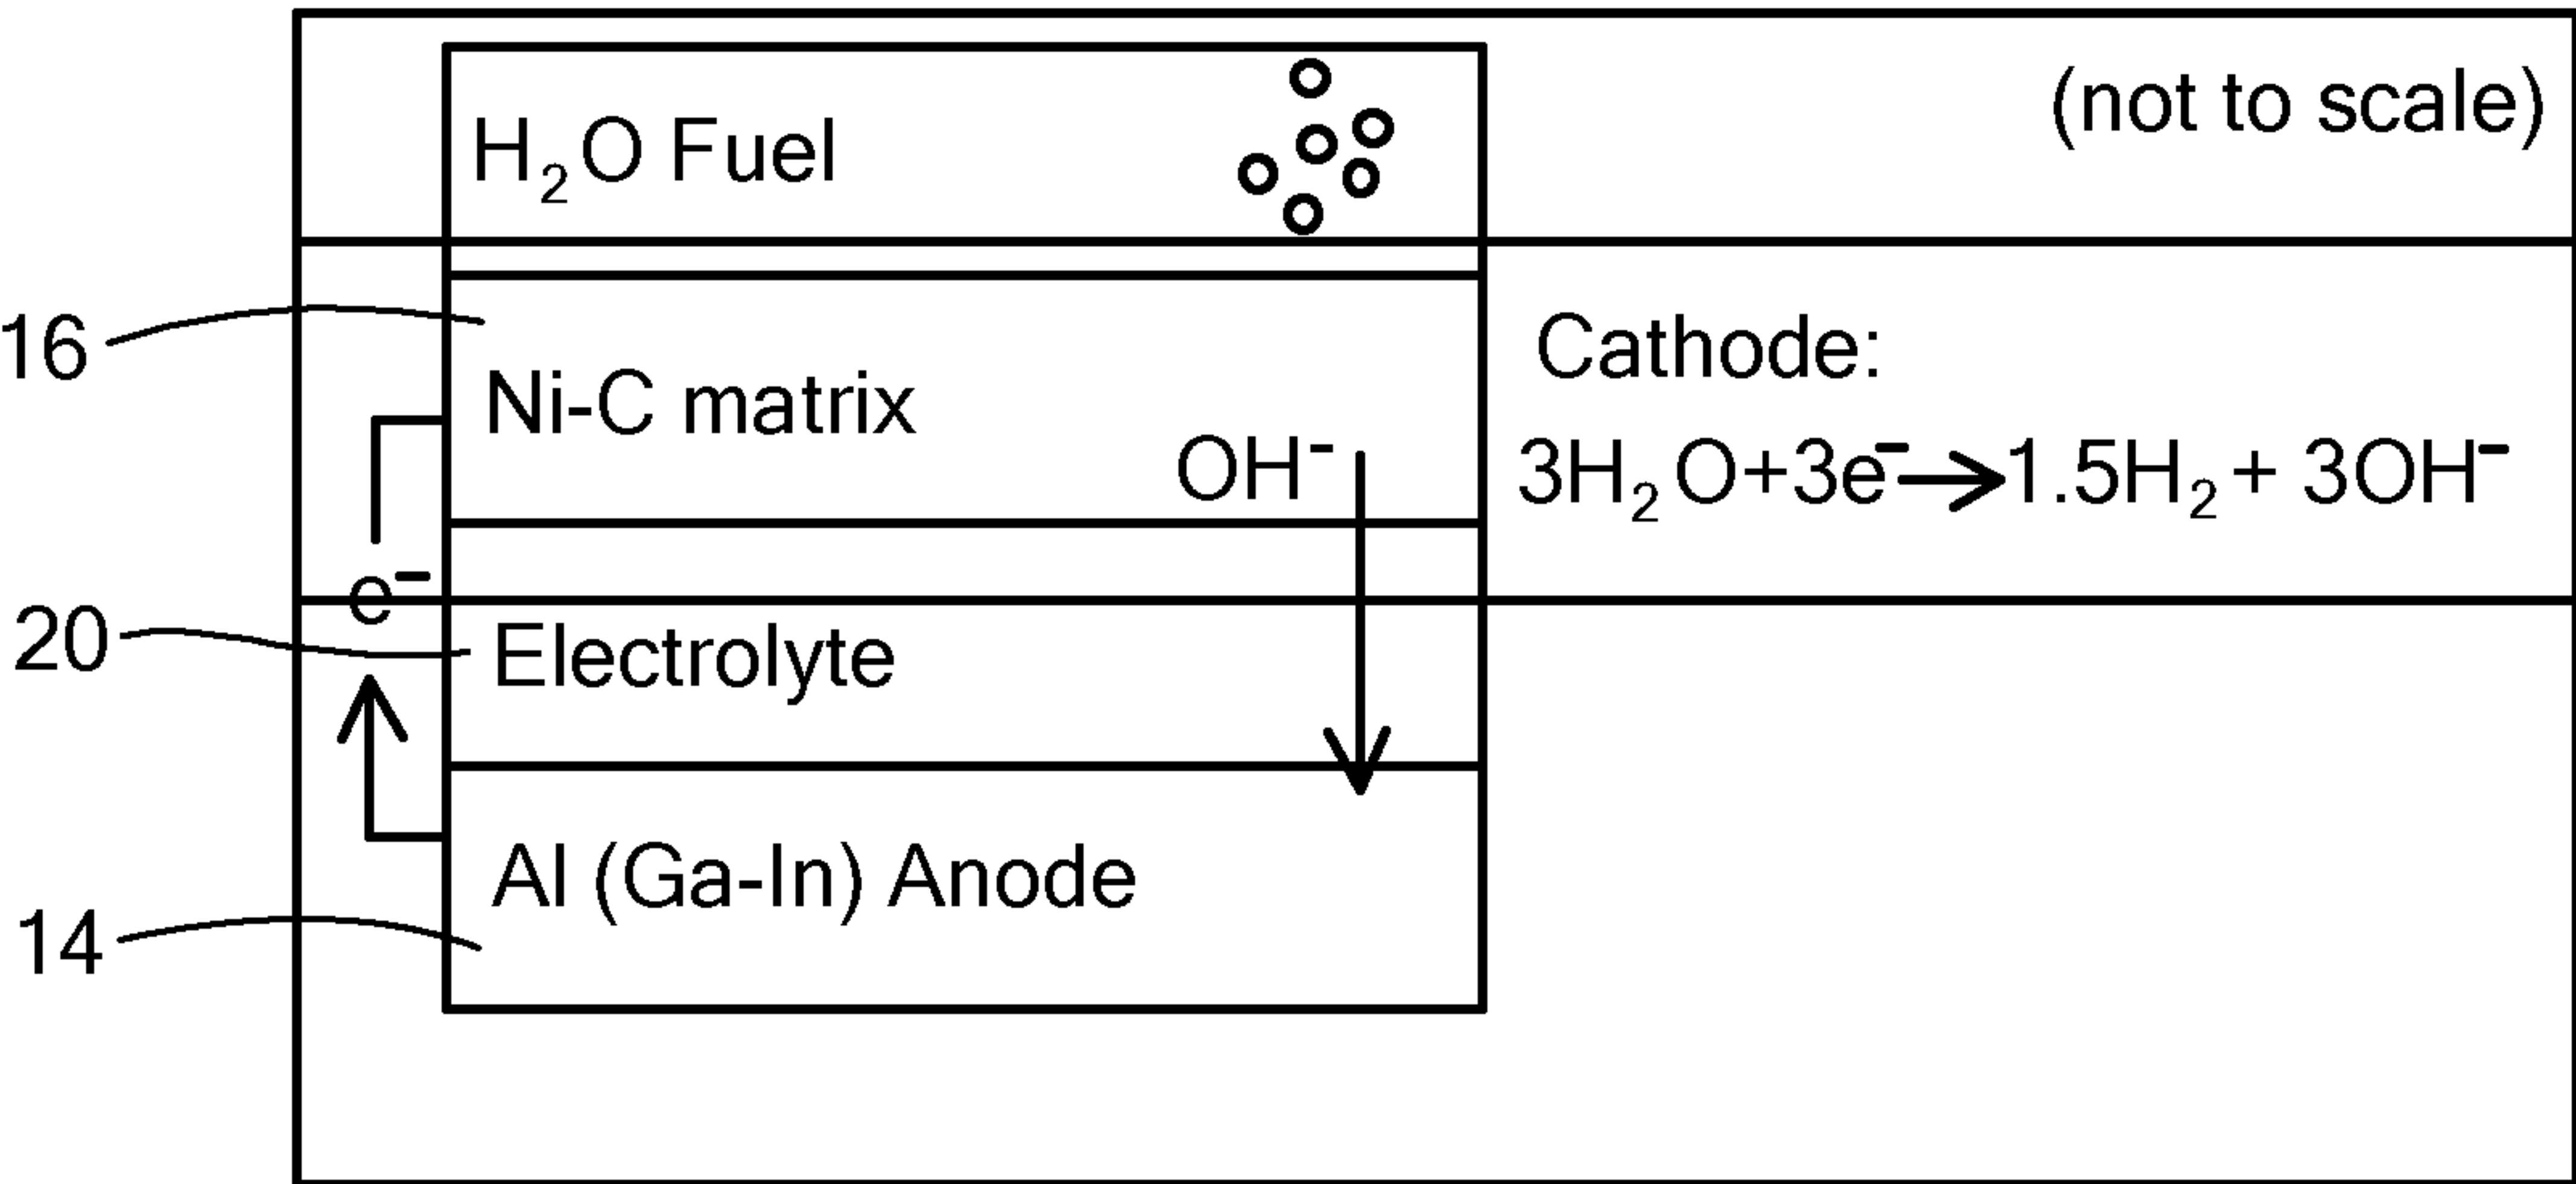 H₂O Fuel
(not to scale)
16
Ni-C matrix
Cathode:
OH⁻
3H₂O+3e⁻→1.5H₂+ 3OH⁻
e⁻
20
Electrolyte
Al (Ga-In) Anode
14